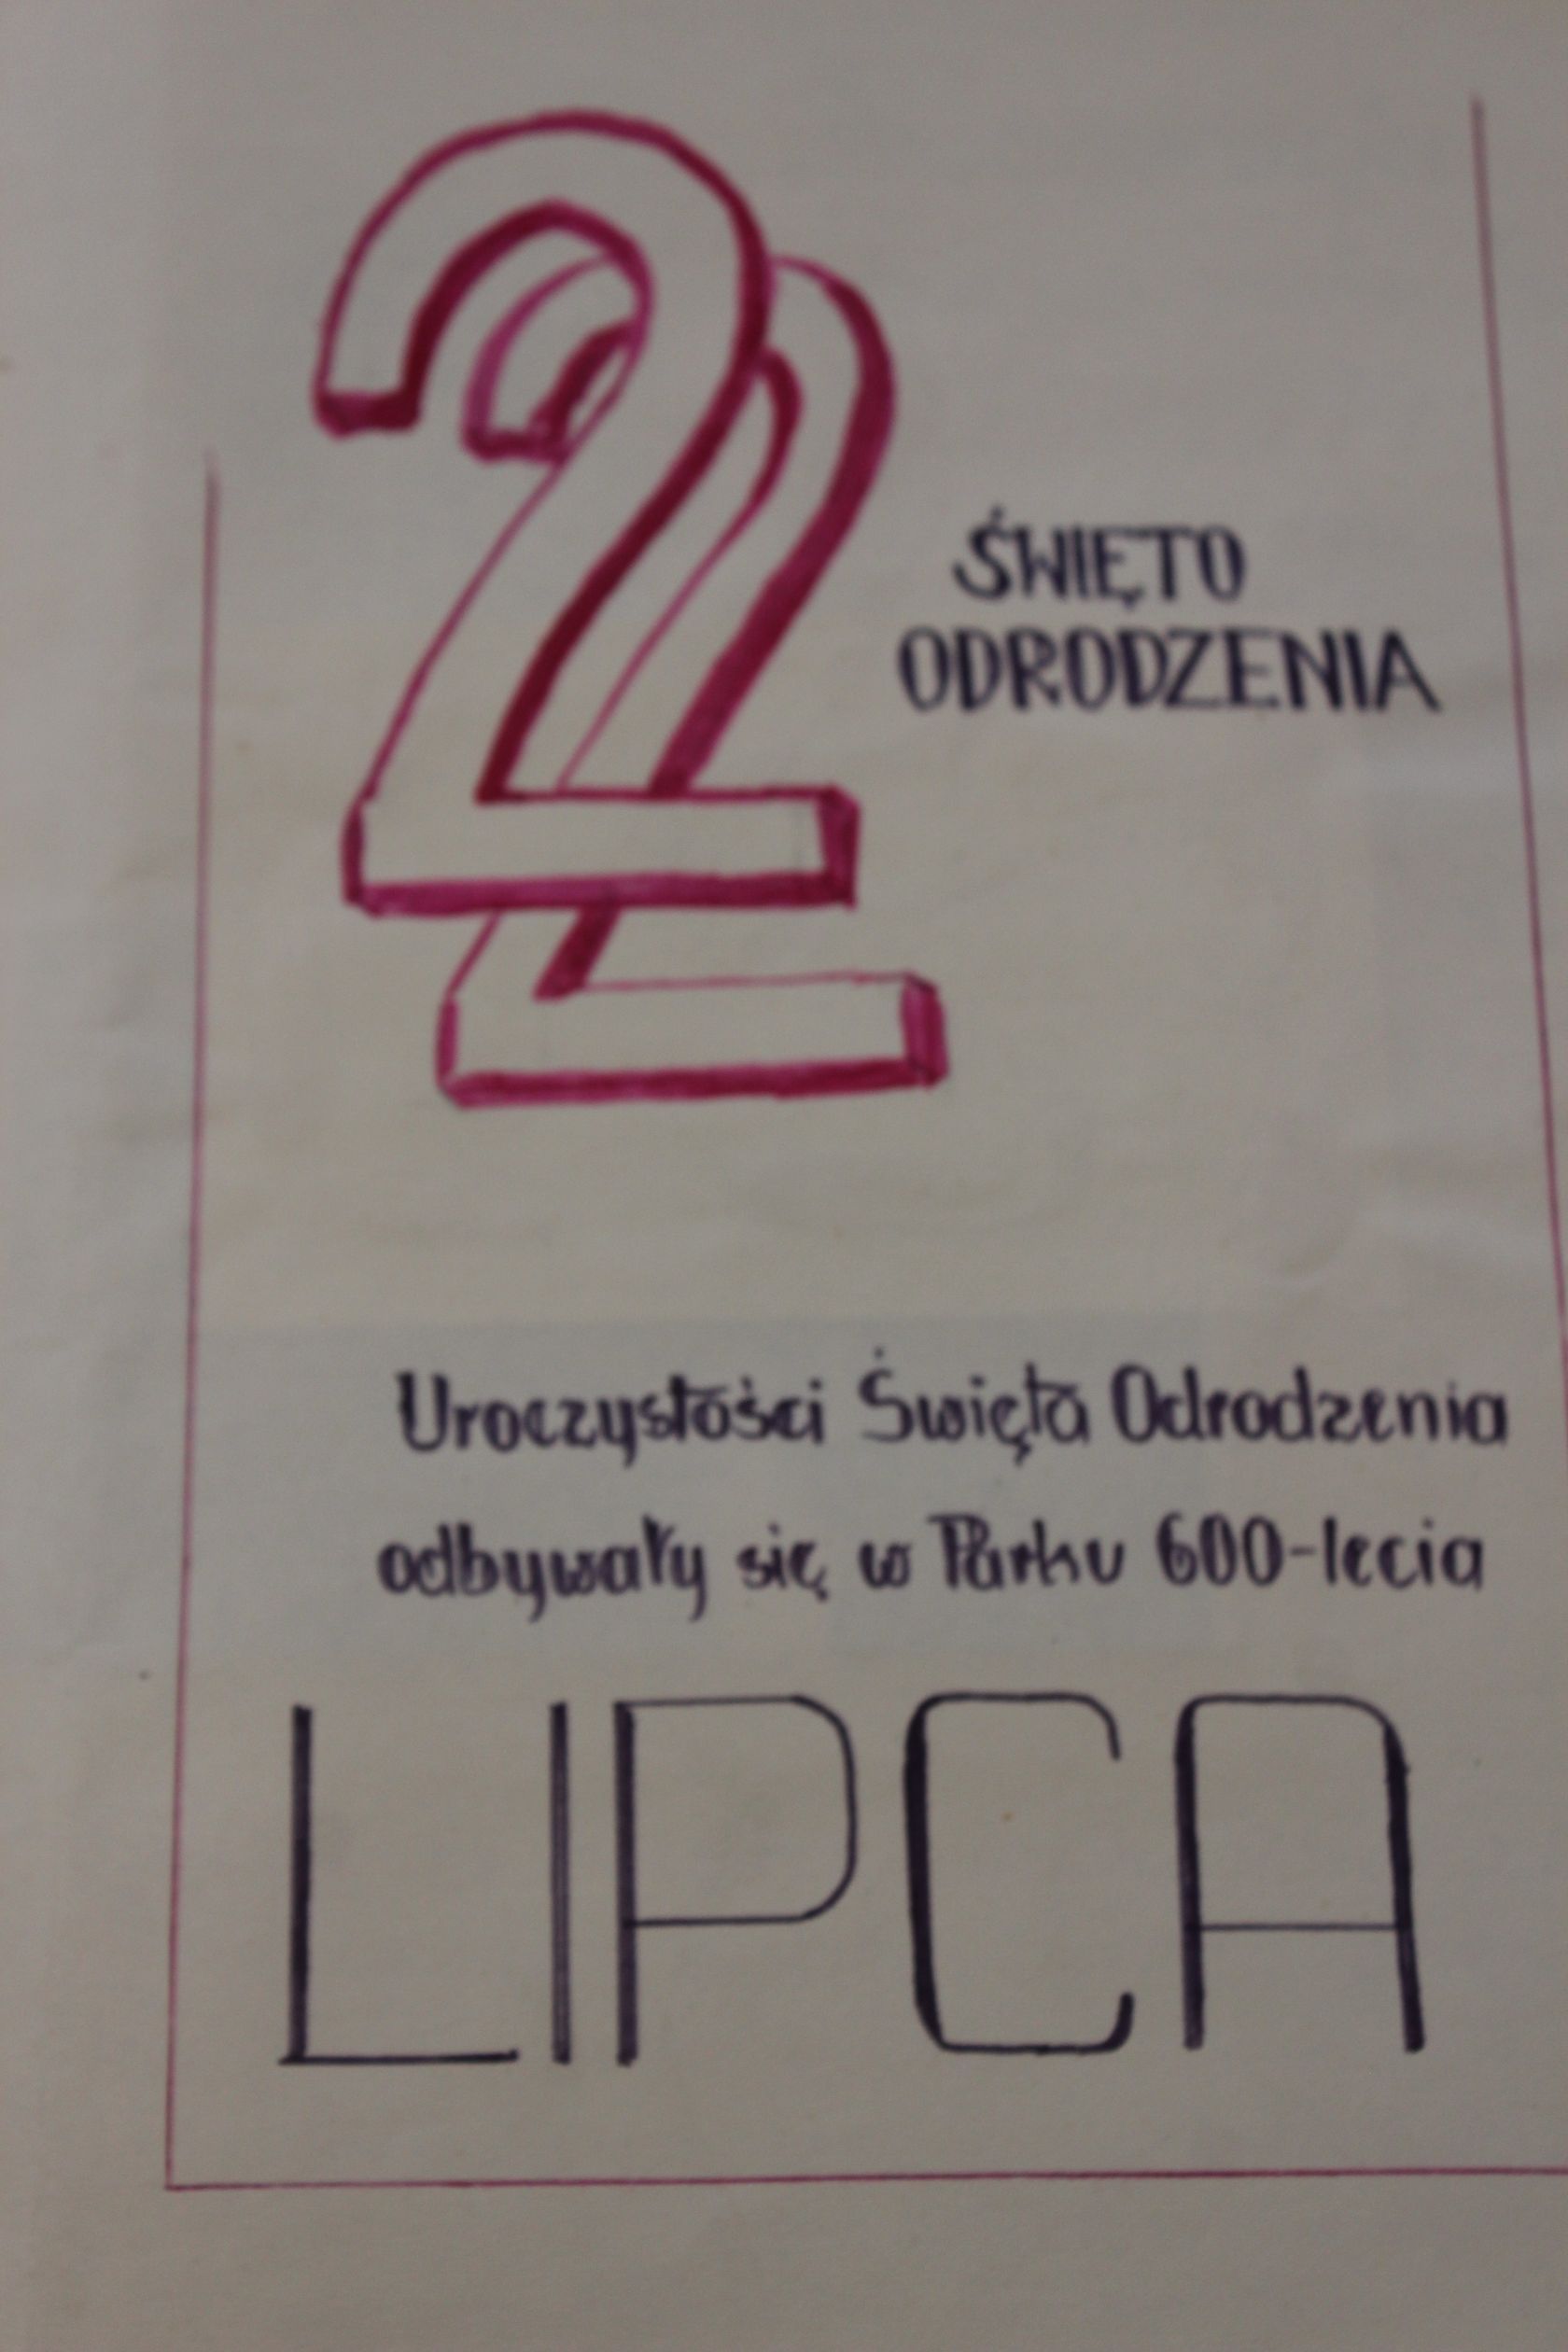 22
ŚWIĘTO
ODRODZENIA
Uroczystości Święta Odrodzenia
odbywały się w Parku 600-lecia
LIPCA